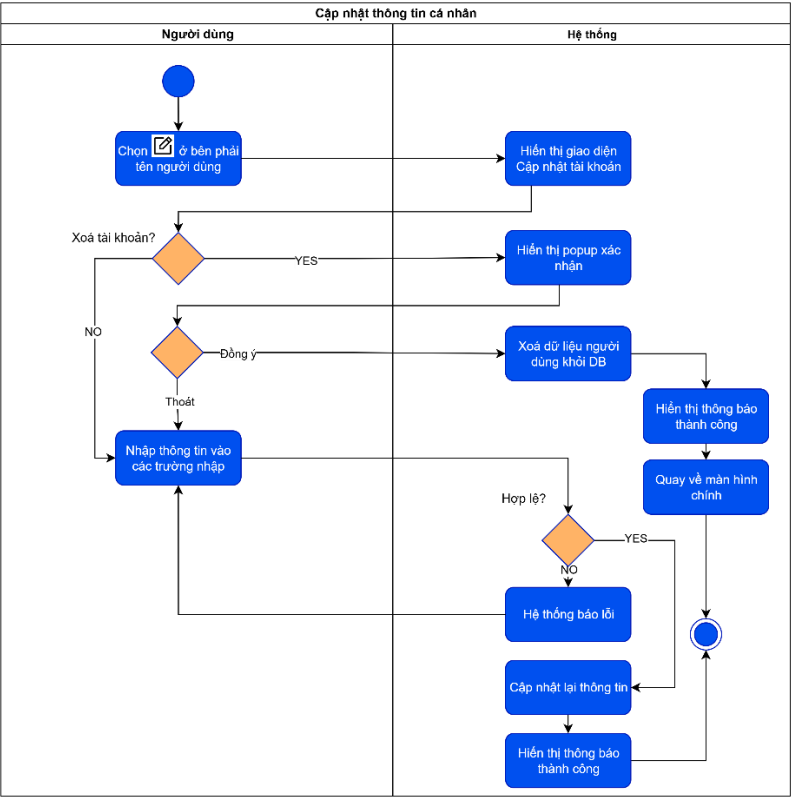 Cập nhật thông tin cá nhân
Người dùng
Hệ thống
Chọn ở bên phải
tên người dùng
Hiển thị giao diện
Cập nhật tài khoản
Xoá tài khoản?
YES
Hiển thị popup xác
nhận
NO
Đồng ý
Xoá dữ liệu người
dùng khỏi DB
Thoát
Hiển thị thông báo
thành công
Nhập thông tin vào
các trường nhập
Quay về màn hình
chính
Hợp lệ?
YES
NO
Hệ thống báo lỗi
Cập nhật lại thông tin
Hiển thị thông báo
thành công